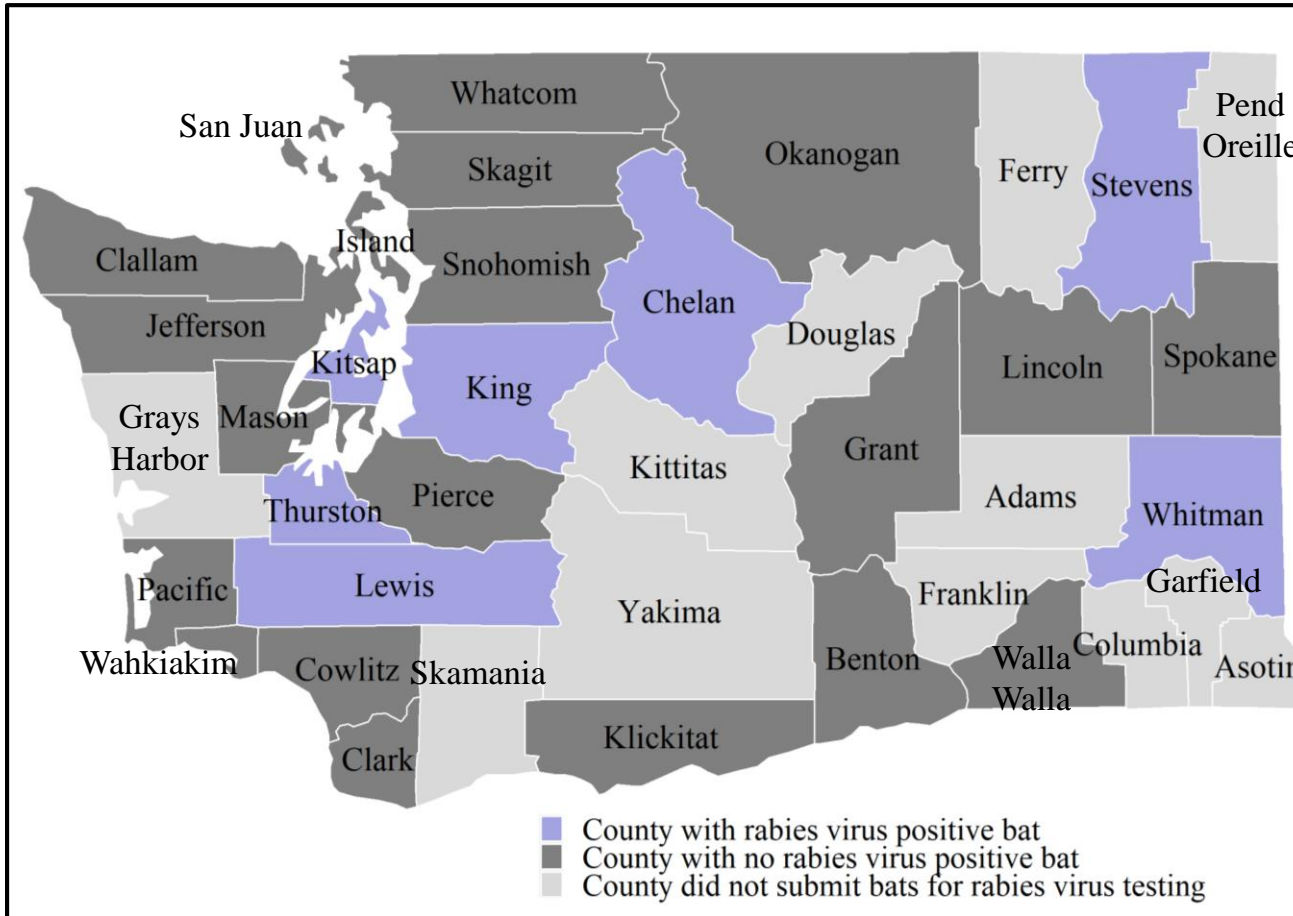 Whatcom
San Juan
Skagit
Okanogan
Ferry
Stevens
Pend
Oreille
Clallam
Island
Snohomish
Chelan
Jefferson
Kitsap
King
Douglas
Lincoln
Spokane
Grays
Harbor
Mason
Kittitas
Grant
Adams
Whitman
Thurston
Pierce
Pacific
Lewis
Yakima
Franklin
Garfield
Wahkiakim
Cowlitz
Skamania
Benton
Walla
Walla
Columbia
Asotin
Clark
Klickitat
County with rabies virus positive bat
County with no rabies virus positive bat
County did not submit bats for rabies virus testing